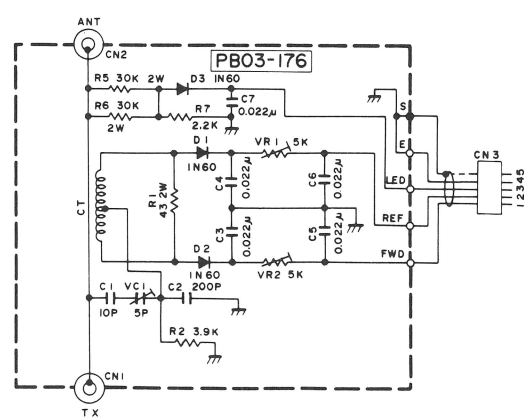 ANT
CN2
PB03-176
R5 30K 2W D3 1N60
R6 30K
2W
R7
2.2K
C7
0.022μ
S
E
CN3
LED
REF
FWD
12345
D1
1N60
VR1 5K
CT
R1
43.2W
C4
0.022μ
C6
0.022μ
C3
0.022μ
C5
0.022μ
D2
1N60
VR2 5K
C1
10P
VC1
5P
C2 200P
R2 3.9K
CN1
TX